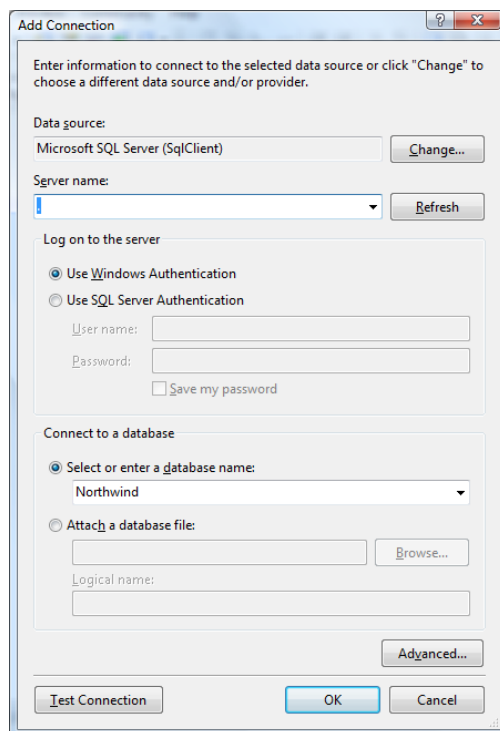 Add Connection
Enter information to connect to the selected data source or click "Change" to
choose a different data source and/or provider.
Data source:
Microsoft SQL Server (SqlClient)
Change...
Server name:
.
Refresh
Log on to the server
Use Windows Authentication
Use SQL Server Authentication
User name:
Password:
Save my password
Connect to a database
Select or enter a database name:
Northwind
Attach a database file:
Browse...
Logical name:
Advanced...
Test Connection
OK
Cancel